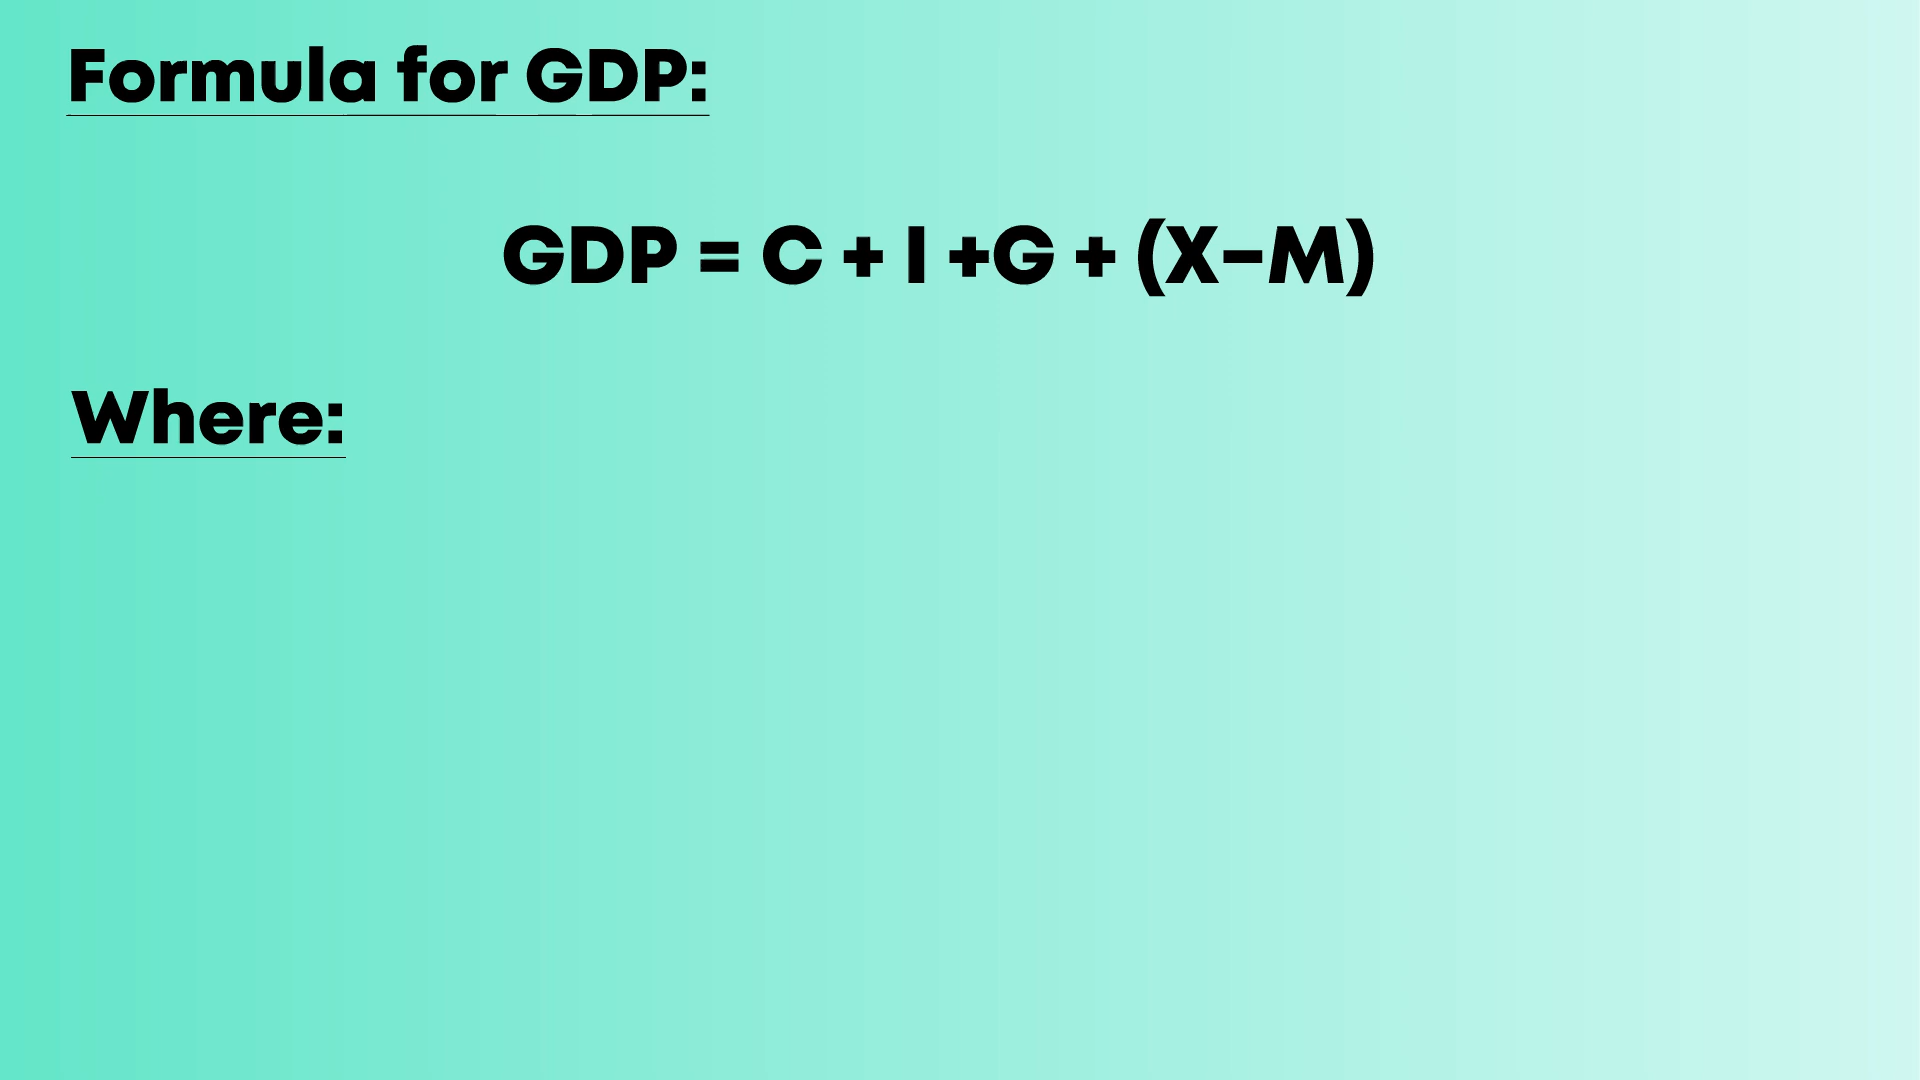 Formula for GDP:
GDP = C + I +G + (X–M)
Where: